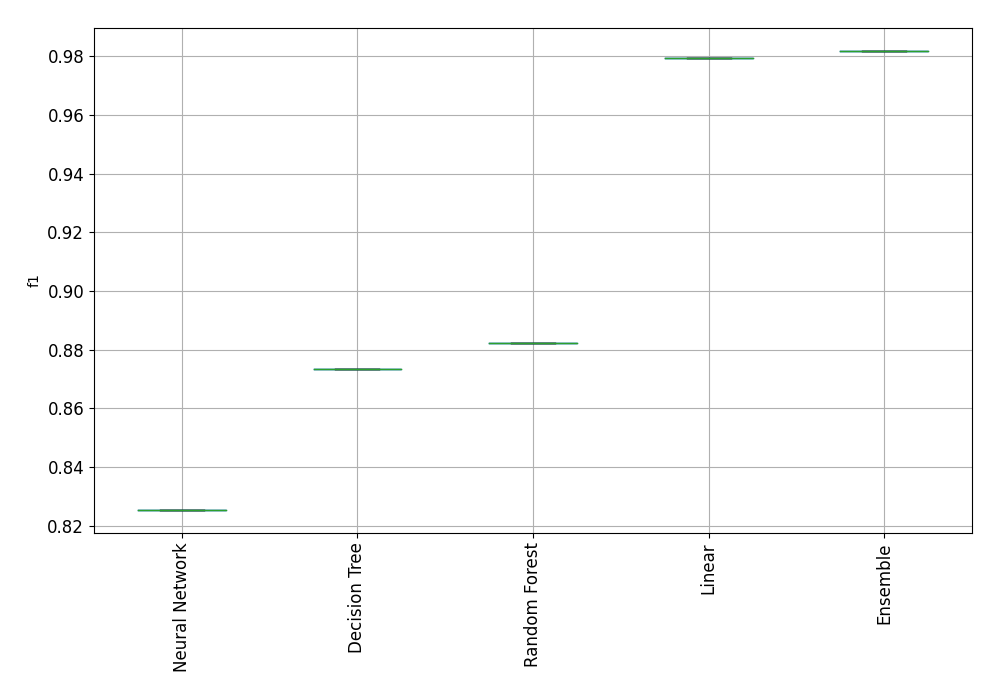 0.98
0.96
0.94
0.92
0.90
0.88
0.86
0.84
0.82
f1
Neural Network
Decision Tree
Random Forest
Linear
Ensemble